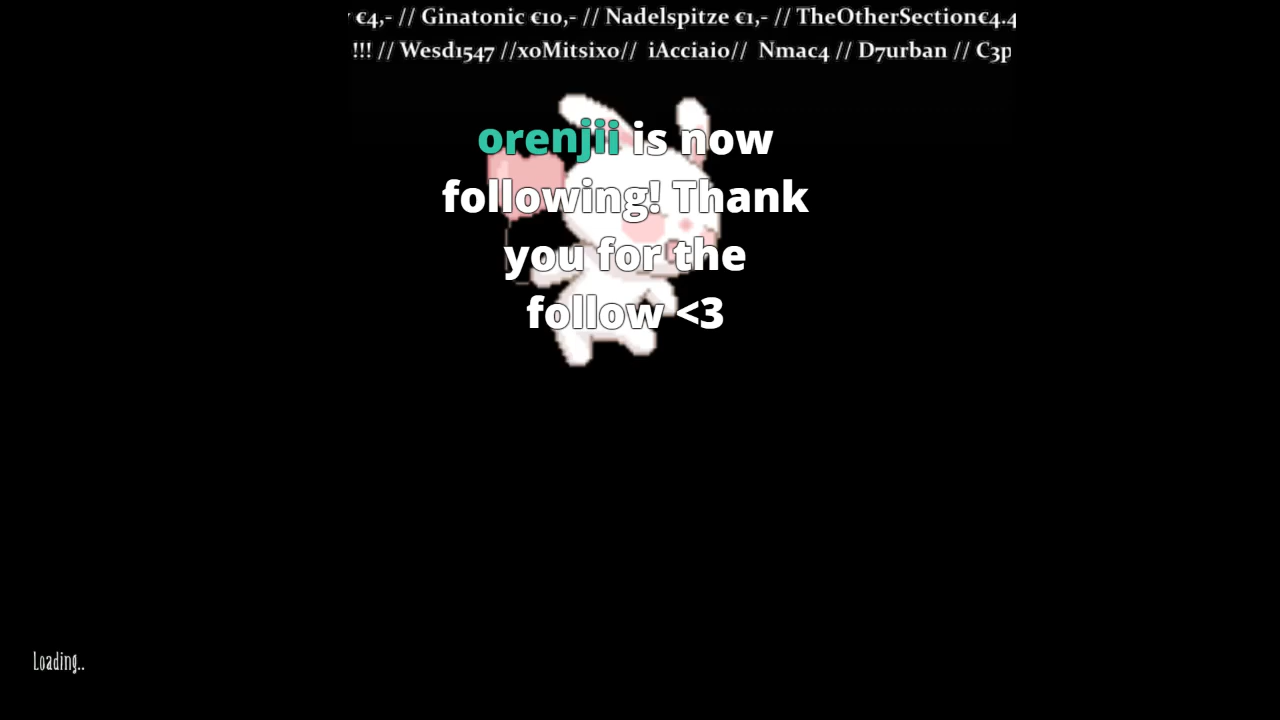 €4,- // Ginatonic €10,- // Nadelspitze €1,- // TheOtherSection€4.4
!!! // Wesd1547 //xoMitsixo// iAcciaio// Nmac4 // D7urban // C3p
orenjii is now
following! Thank
you for the
follow <3
Loading..